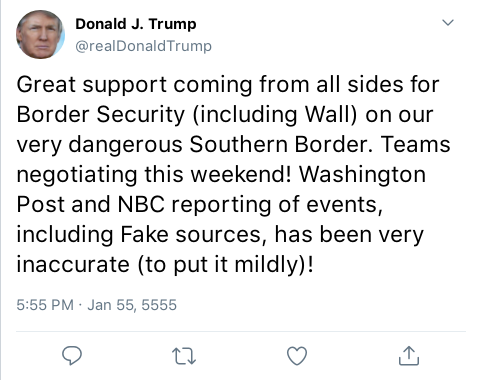 Donald J. Trump
@realDonaldTrump
Great support coming from all sides for
Border Security (including Wall) on our
very dangerous Southern Border. Teams
negotiating this weekend! Washington
Post and NBC reporting of events,
including Fake sources, has been very
inaccurate (to put it mildly)!
5:55 PM · Jan 55, 5555